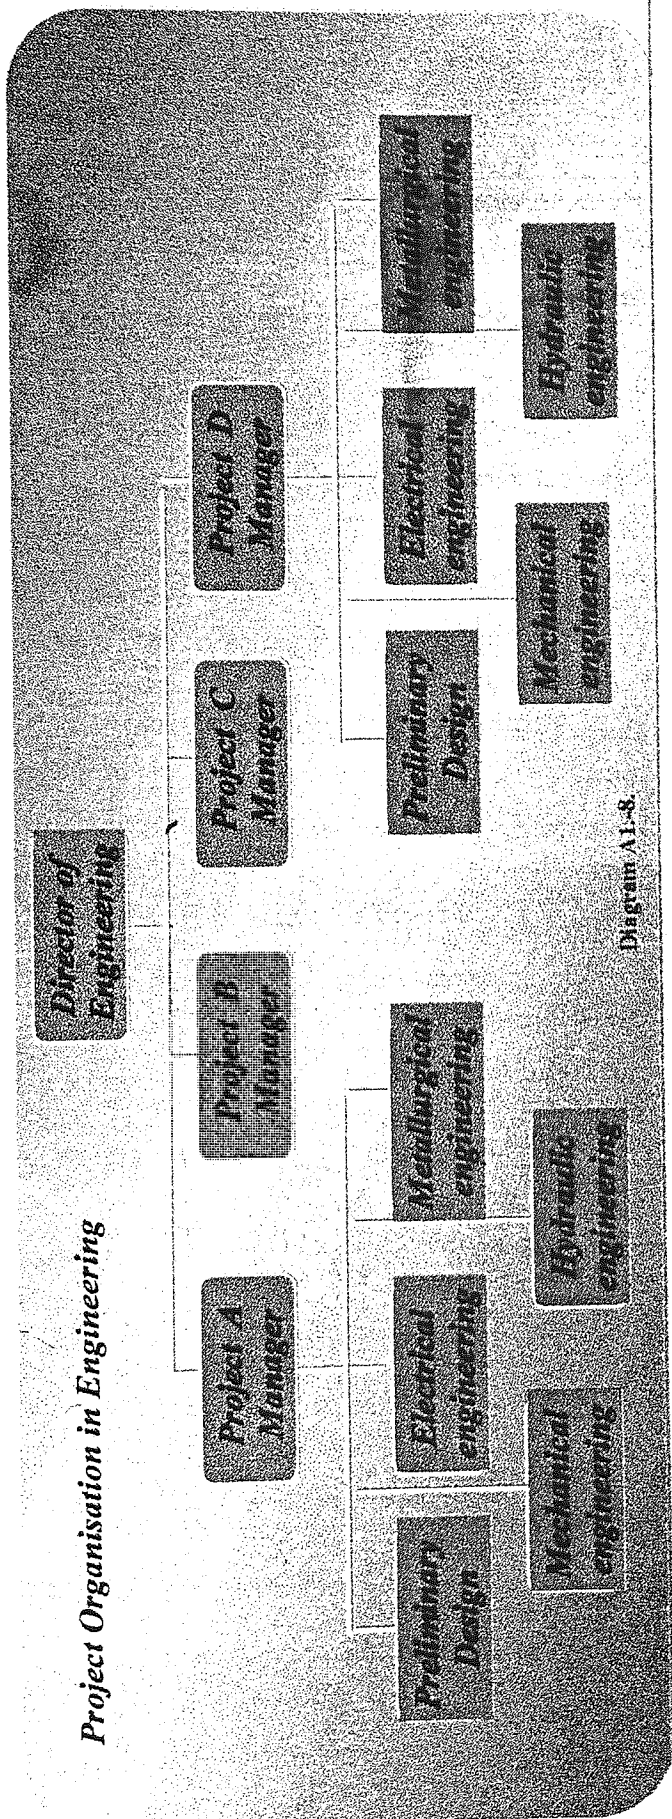 Project Organisation in Engineering
Director of
Engineering
Project A
Manager
Project B
Manager
Project C
Manager
Project D
Manager
Preliminary
Design
Electrical
engineering
Metallurgical
engineering
Mechanical
engineering
Hydraulic
engineering
Preliminary
Design
Electrical
engineering
Metallurgical
engineering
Mechanical
engineering
Hydraulic
engineering
Diagram A1-8.